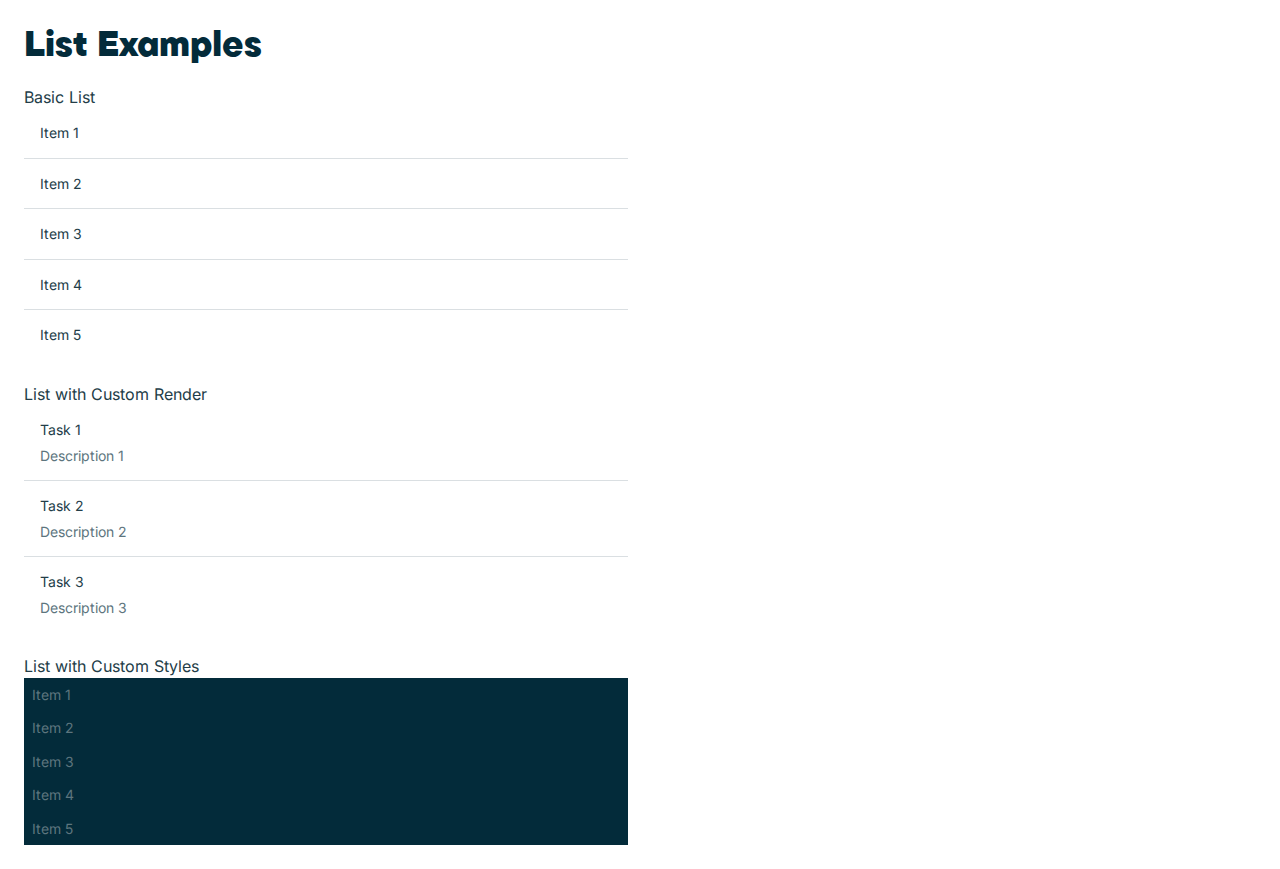 List Examples
Basic List
Item 1
Item 2
Item 3
Item 4
Item 5
List with Custom Render
Task 1
Description 1
Task 2
Description 2
Task 3
Description 3
List with Custom Styles
Item 1
Item 2
Item 3
Item 4
Item 5